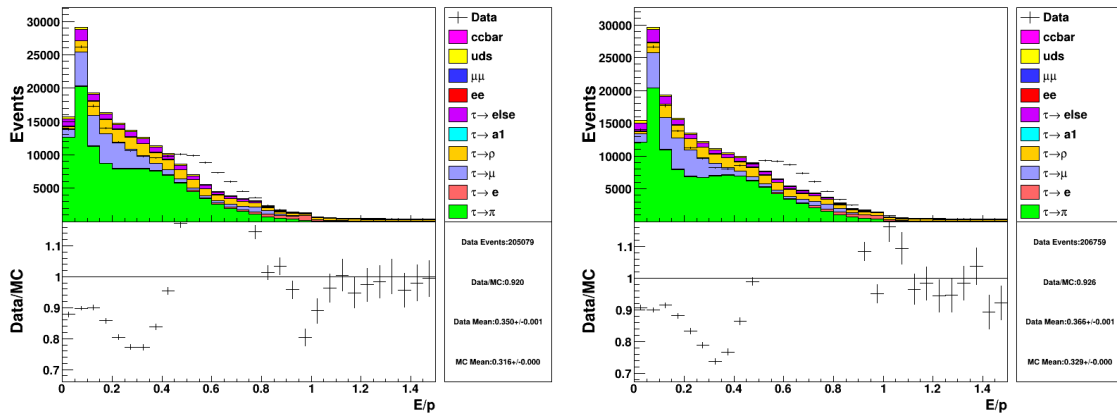 30000
25000
20000
15000
10000
5000
Events
Data
ccbar
uds
μμ
ee
τ→ else
τ→ a1
τ→ρ
τ→μ
τ→ e
τ→π
1.1
1
0.9
0.8
0.7
Data/MC
0 0.2 0.4 0.6 0.8 1 1.2 1.4
E/p
Data Events:205079
Data/MC:0.920
Data Mean:0.350+/-0.001
MC Mean:0.316+/-0.000
30000
25000
20000
15000
10000
5000
Events
Data
ccbar
uds
μμ
ee
τ→ else
τ→ a1
τ→ρ
τ→μ
τ→ e
τ→π
1.1
1
0.9
0.8
0.7
Data/MC
0 0.2 0.4 0.6 0.8 1 1.2 1.4
E/p
Data Events:206759
Data/MC:0.926
Data Mean:0.366+/-0.001
MC Mean:0.329+/-0.000